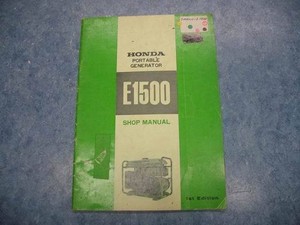 HONDA
PORTABLE
GENERATOR
E1500
SHOP MANUAL
1st Edition